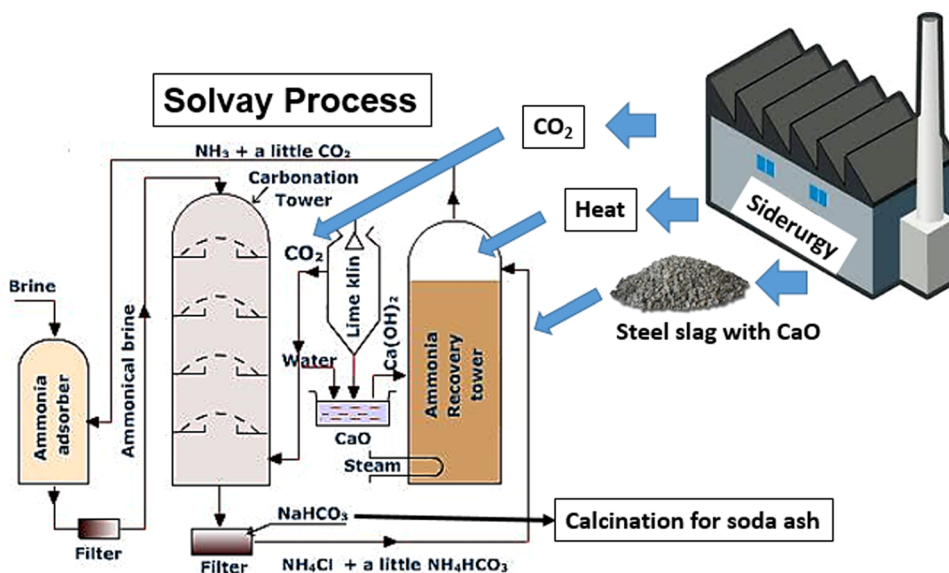 Solvay Process
CO₂
NH₃ + a little CO₂
Carbonation
Tower
Heat
Siderurgy
CO₂
Lime klin
Brine
Ca(OH)₂
Steel slag with CaO
Ammonical brine
Water
Ammonia
adsorber
Ammonia
Recovery
tower
CaO
Steam
NaHCO₃
Calcination for soda ash
Filter
Filter
NH₄Cl + a little NH₄HCO₃